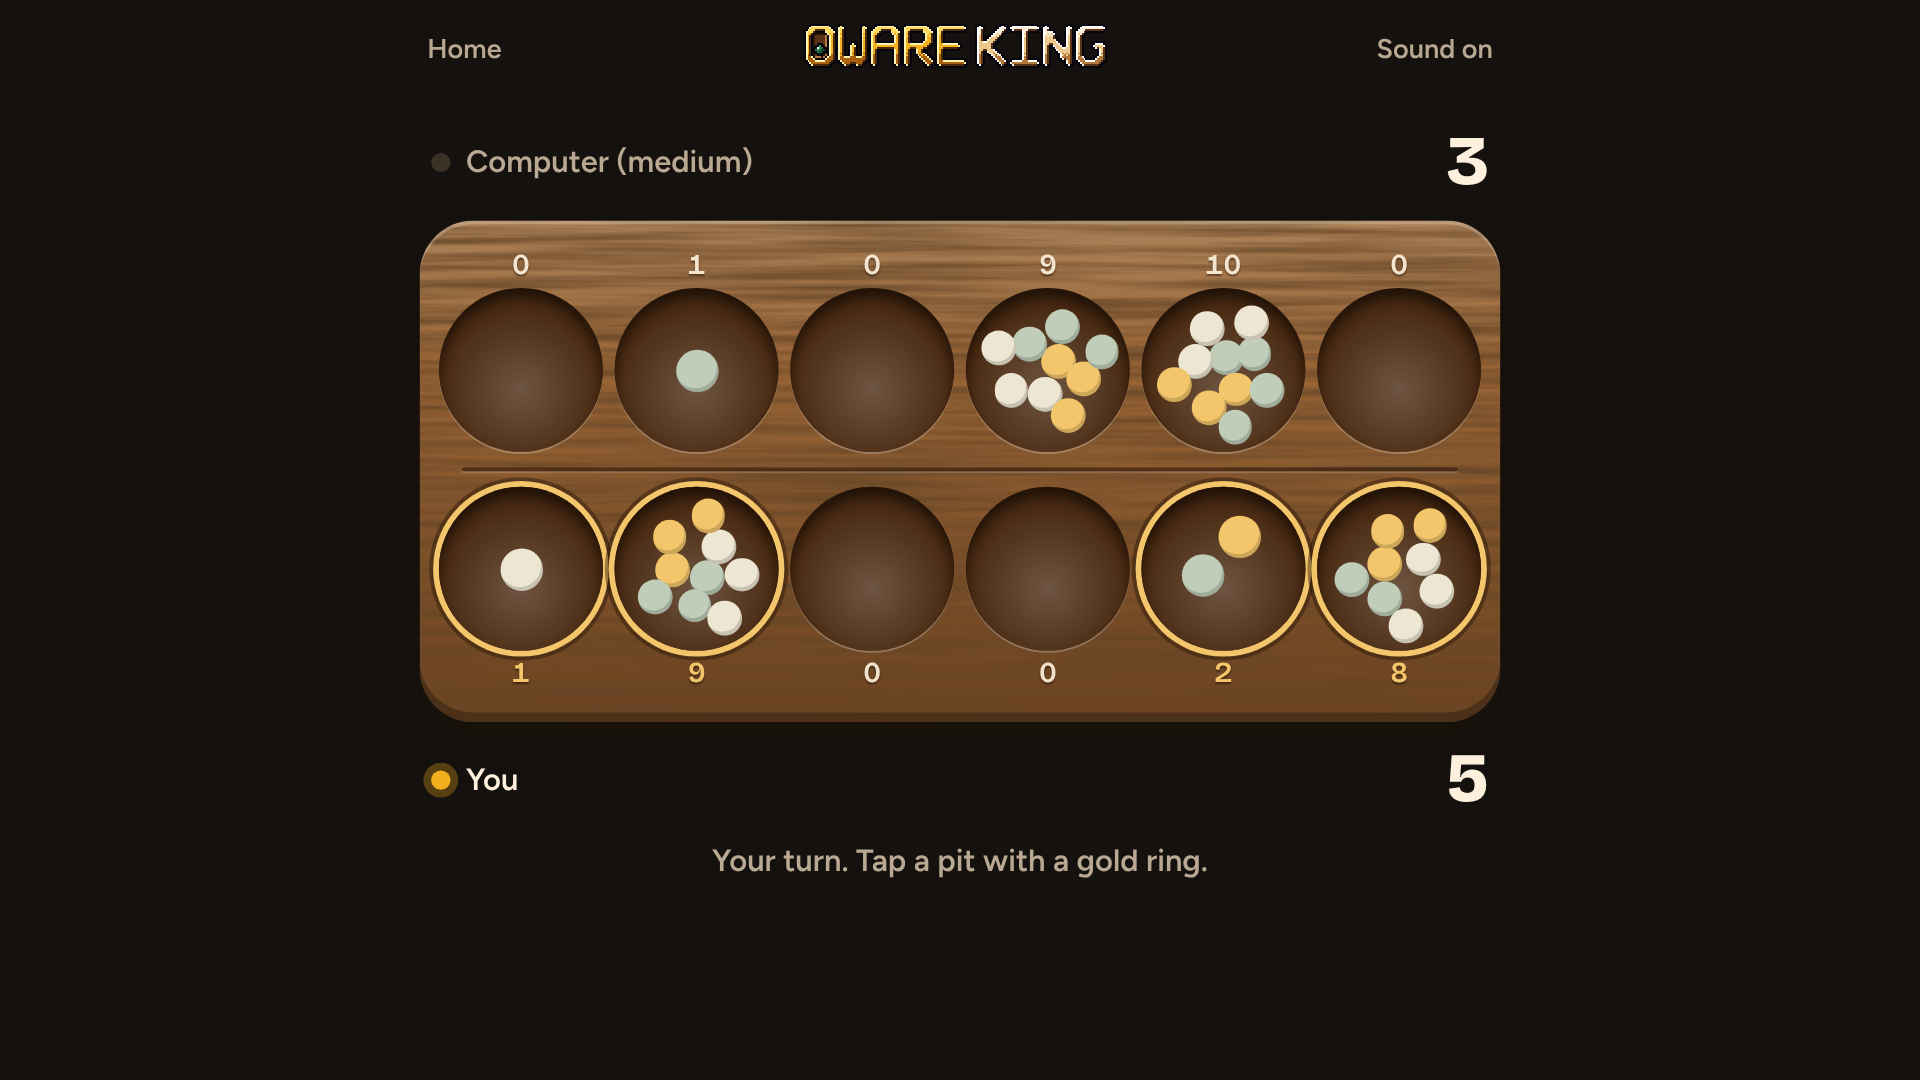 Home
OWARE KING
Sound on
Computer (medium)
3
0 1 0 9 10 0
1 9 0 0 2 8
You
5
Your turn. Tap a pit with a gold ring.